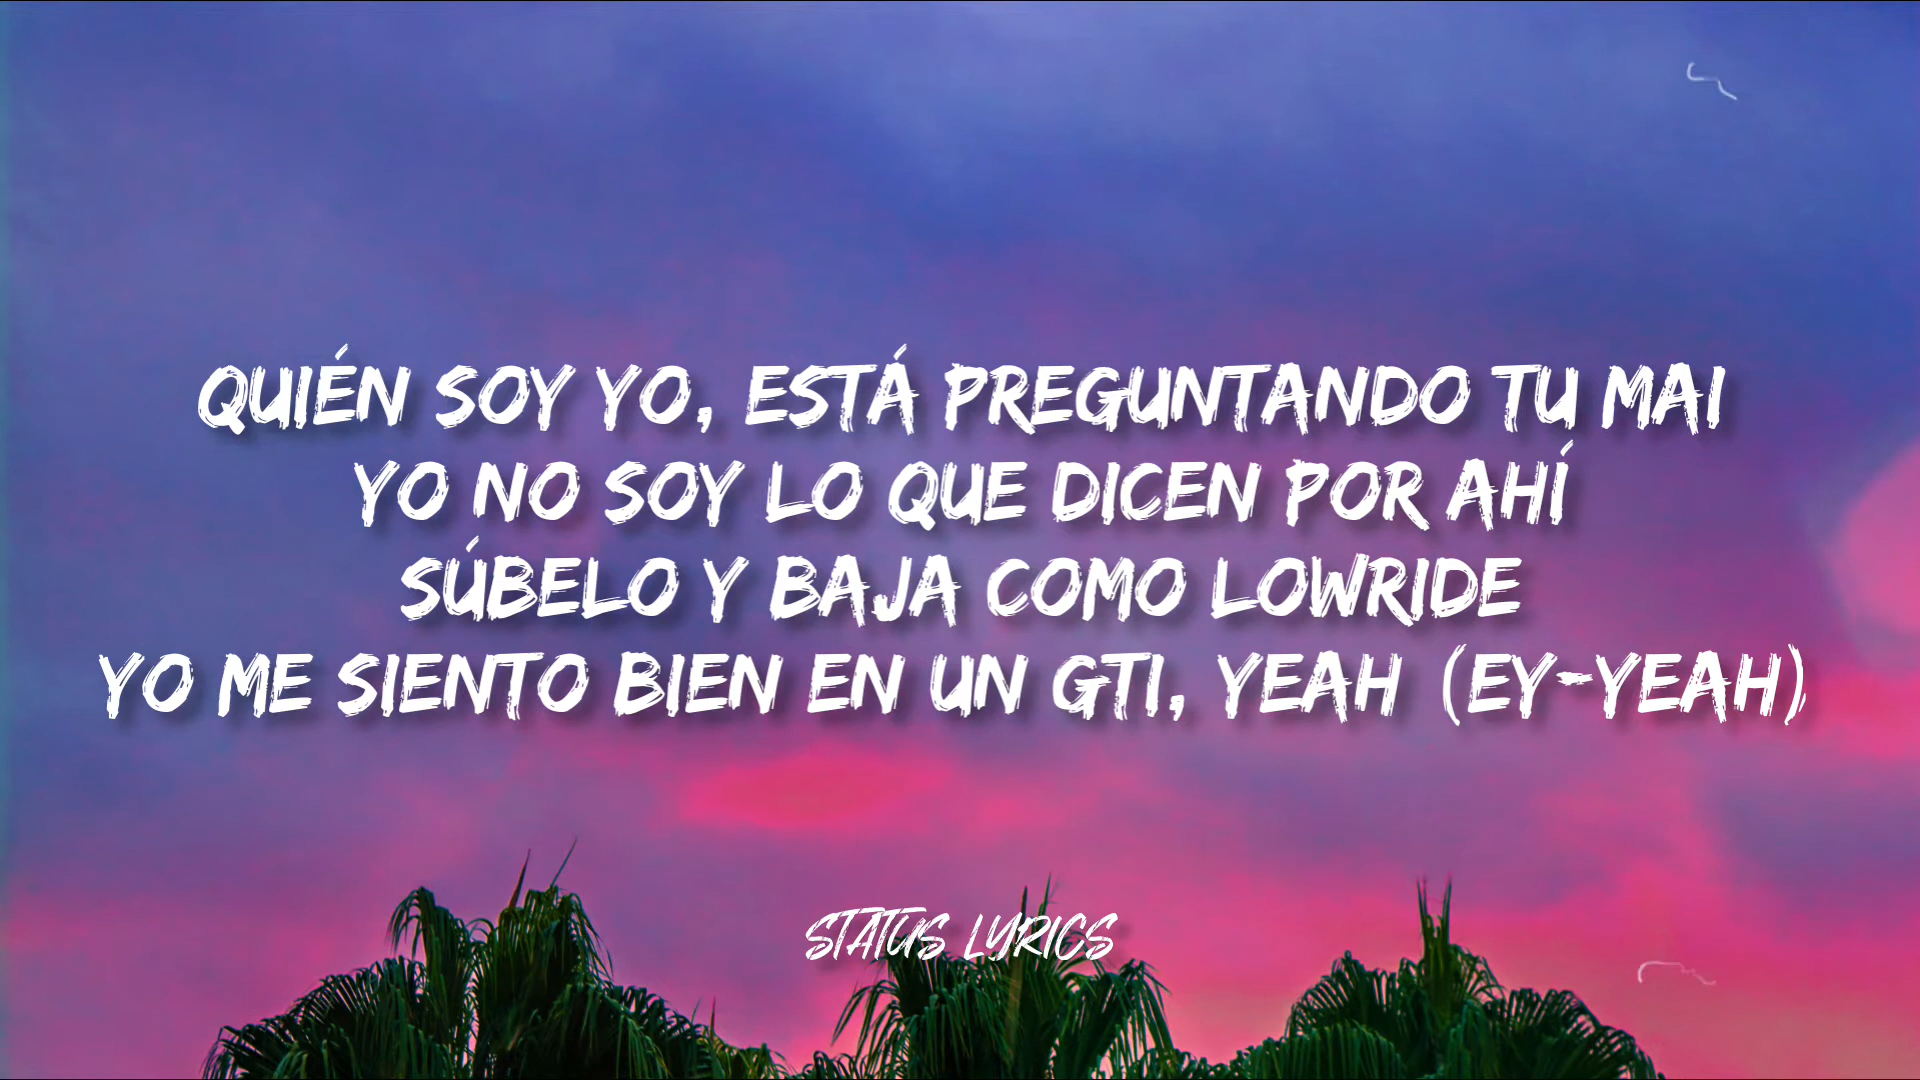 QUIÉN SOY YO, ESTÁ PREGUNTANDO TU MAI
YO NO SOY LO QUE DICEN POR AHÍ
SÚBELO Y BAJA COMO LOWRIDE
YO ME SIENTO BIEN EN UN GTI, YEAH (EY-YEAH)
STATUS LYRICS